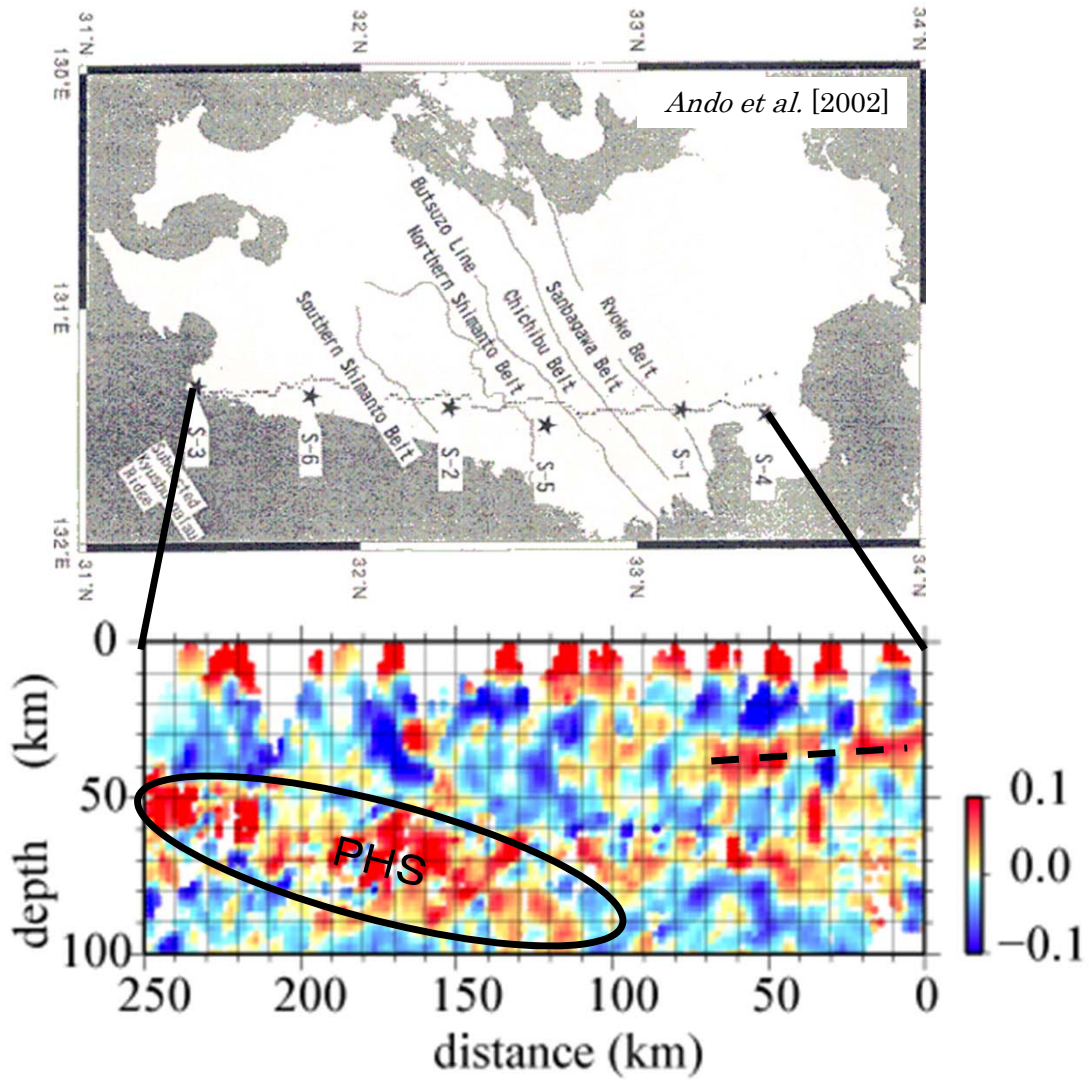 31°N
32°N
33°N
34°N
130°E
Ando et al. [2002]
Butsuzo Line
Northern Shimanto Belt
Chichibu Belt
Sanbagawa Belt
Ryoke Belt
131°E
Southern Shimanto Belt
S-3
S-6
S-2
S-5
S-1
S-4
Subducted
Kyushu Palau
Ridge
132°E
31°N
32°N
33°N
34°N
0
50
100
depth (km)
PHS
0.1
0.0
−0.1
250
200
150
100
50
0
distance (km)